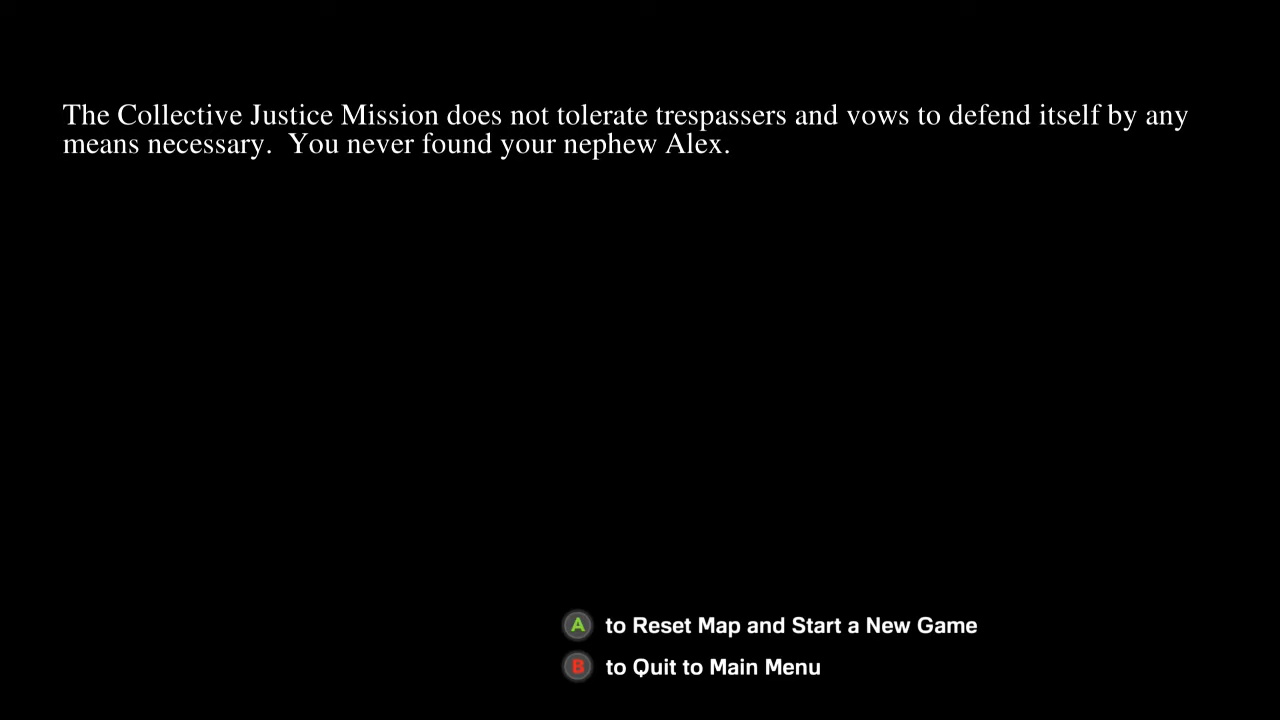 The Collective Justice Mission does not tolerate trespassers and vows to defend itself by any
means necessary.  You never found your nephew Alex.
A to Reset Map and Start a New Game
B to Quit to Main Menu